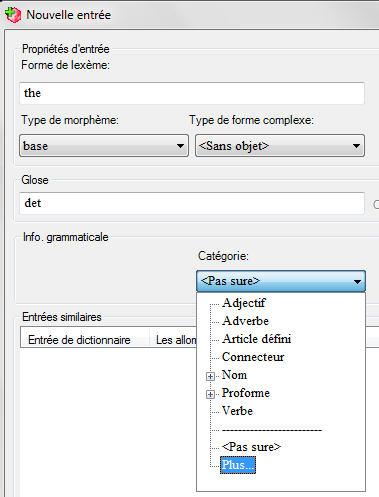 Nouvelle entrée
Propriétés d'entrée
Forme de lexème:
the
Type de morphème:
Type de forme complexe:
base
<Sans objet>
Glose
det
Info. grammaticale
Catégorie:
<Pas sure>
Adjectif
Adverbe
Article défini
Connecteur
Nom
Proforme
Verbe
-------------------------
<Pas sure>
Plus...
Entrées similaires
Entrée de dictionnaire
Les allom